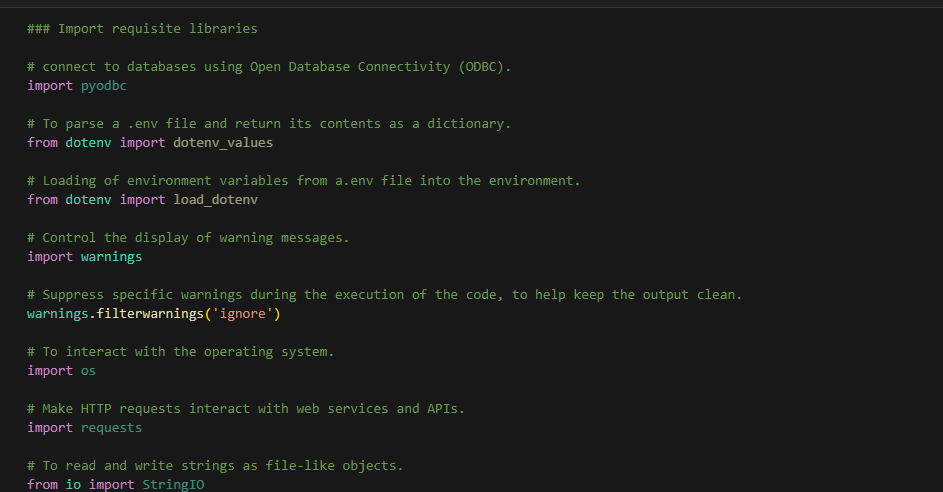 ### Import requisite libraries
# connect to databases using Open Database Connectivity (ODBC).
import pyodbc
# To parse a .env file and return its contents as a dictionary.
from dotenv import dotenv_values
# Loading of environment variables from a.env file into the environment.
from dotenv import load_dotenv
# Control the display of warning messages.
import warnings
# Suppress specific warnings during the execution of the code, to help keep the output clean.
warnings.filterwarnings('ignore')
# To interact with the operating system.
import os
# Make HTTP requests interact with web services and APIs.
import requests
# To read and write strings as file-like objects.
from io import StringIO